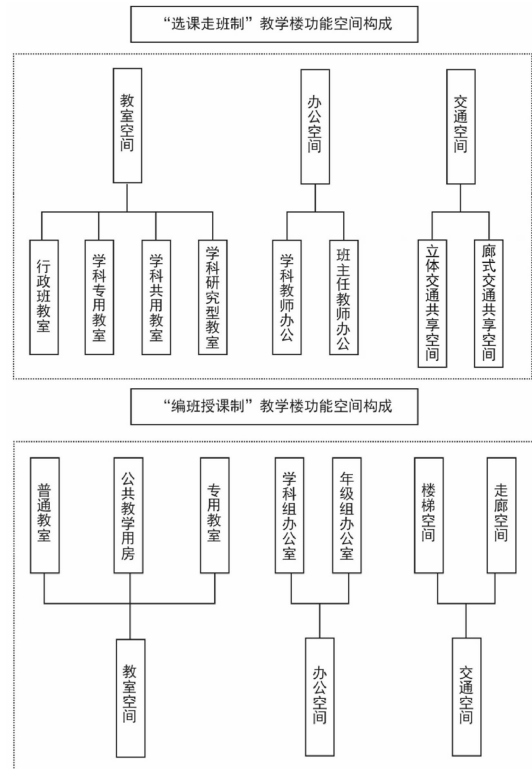 “选课走班制”教学楼功能空间构成
教室空间
办公空间
交通空间
行政班教室
学科专用教室
学科共用教室
学科研究型教室
学科教师办公
班主任教师办公
立体交通共享空间
廊式交通共享空间
“编班授课制”教学楼功能空间构成
普通教室
公共教学用房
专用教室
学科组办公室
年级组办公室
楼梯空间
走廊空间
教室空间
办公空间
交通空间